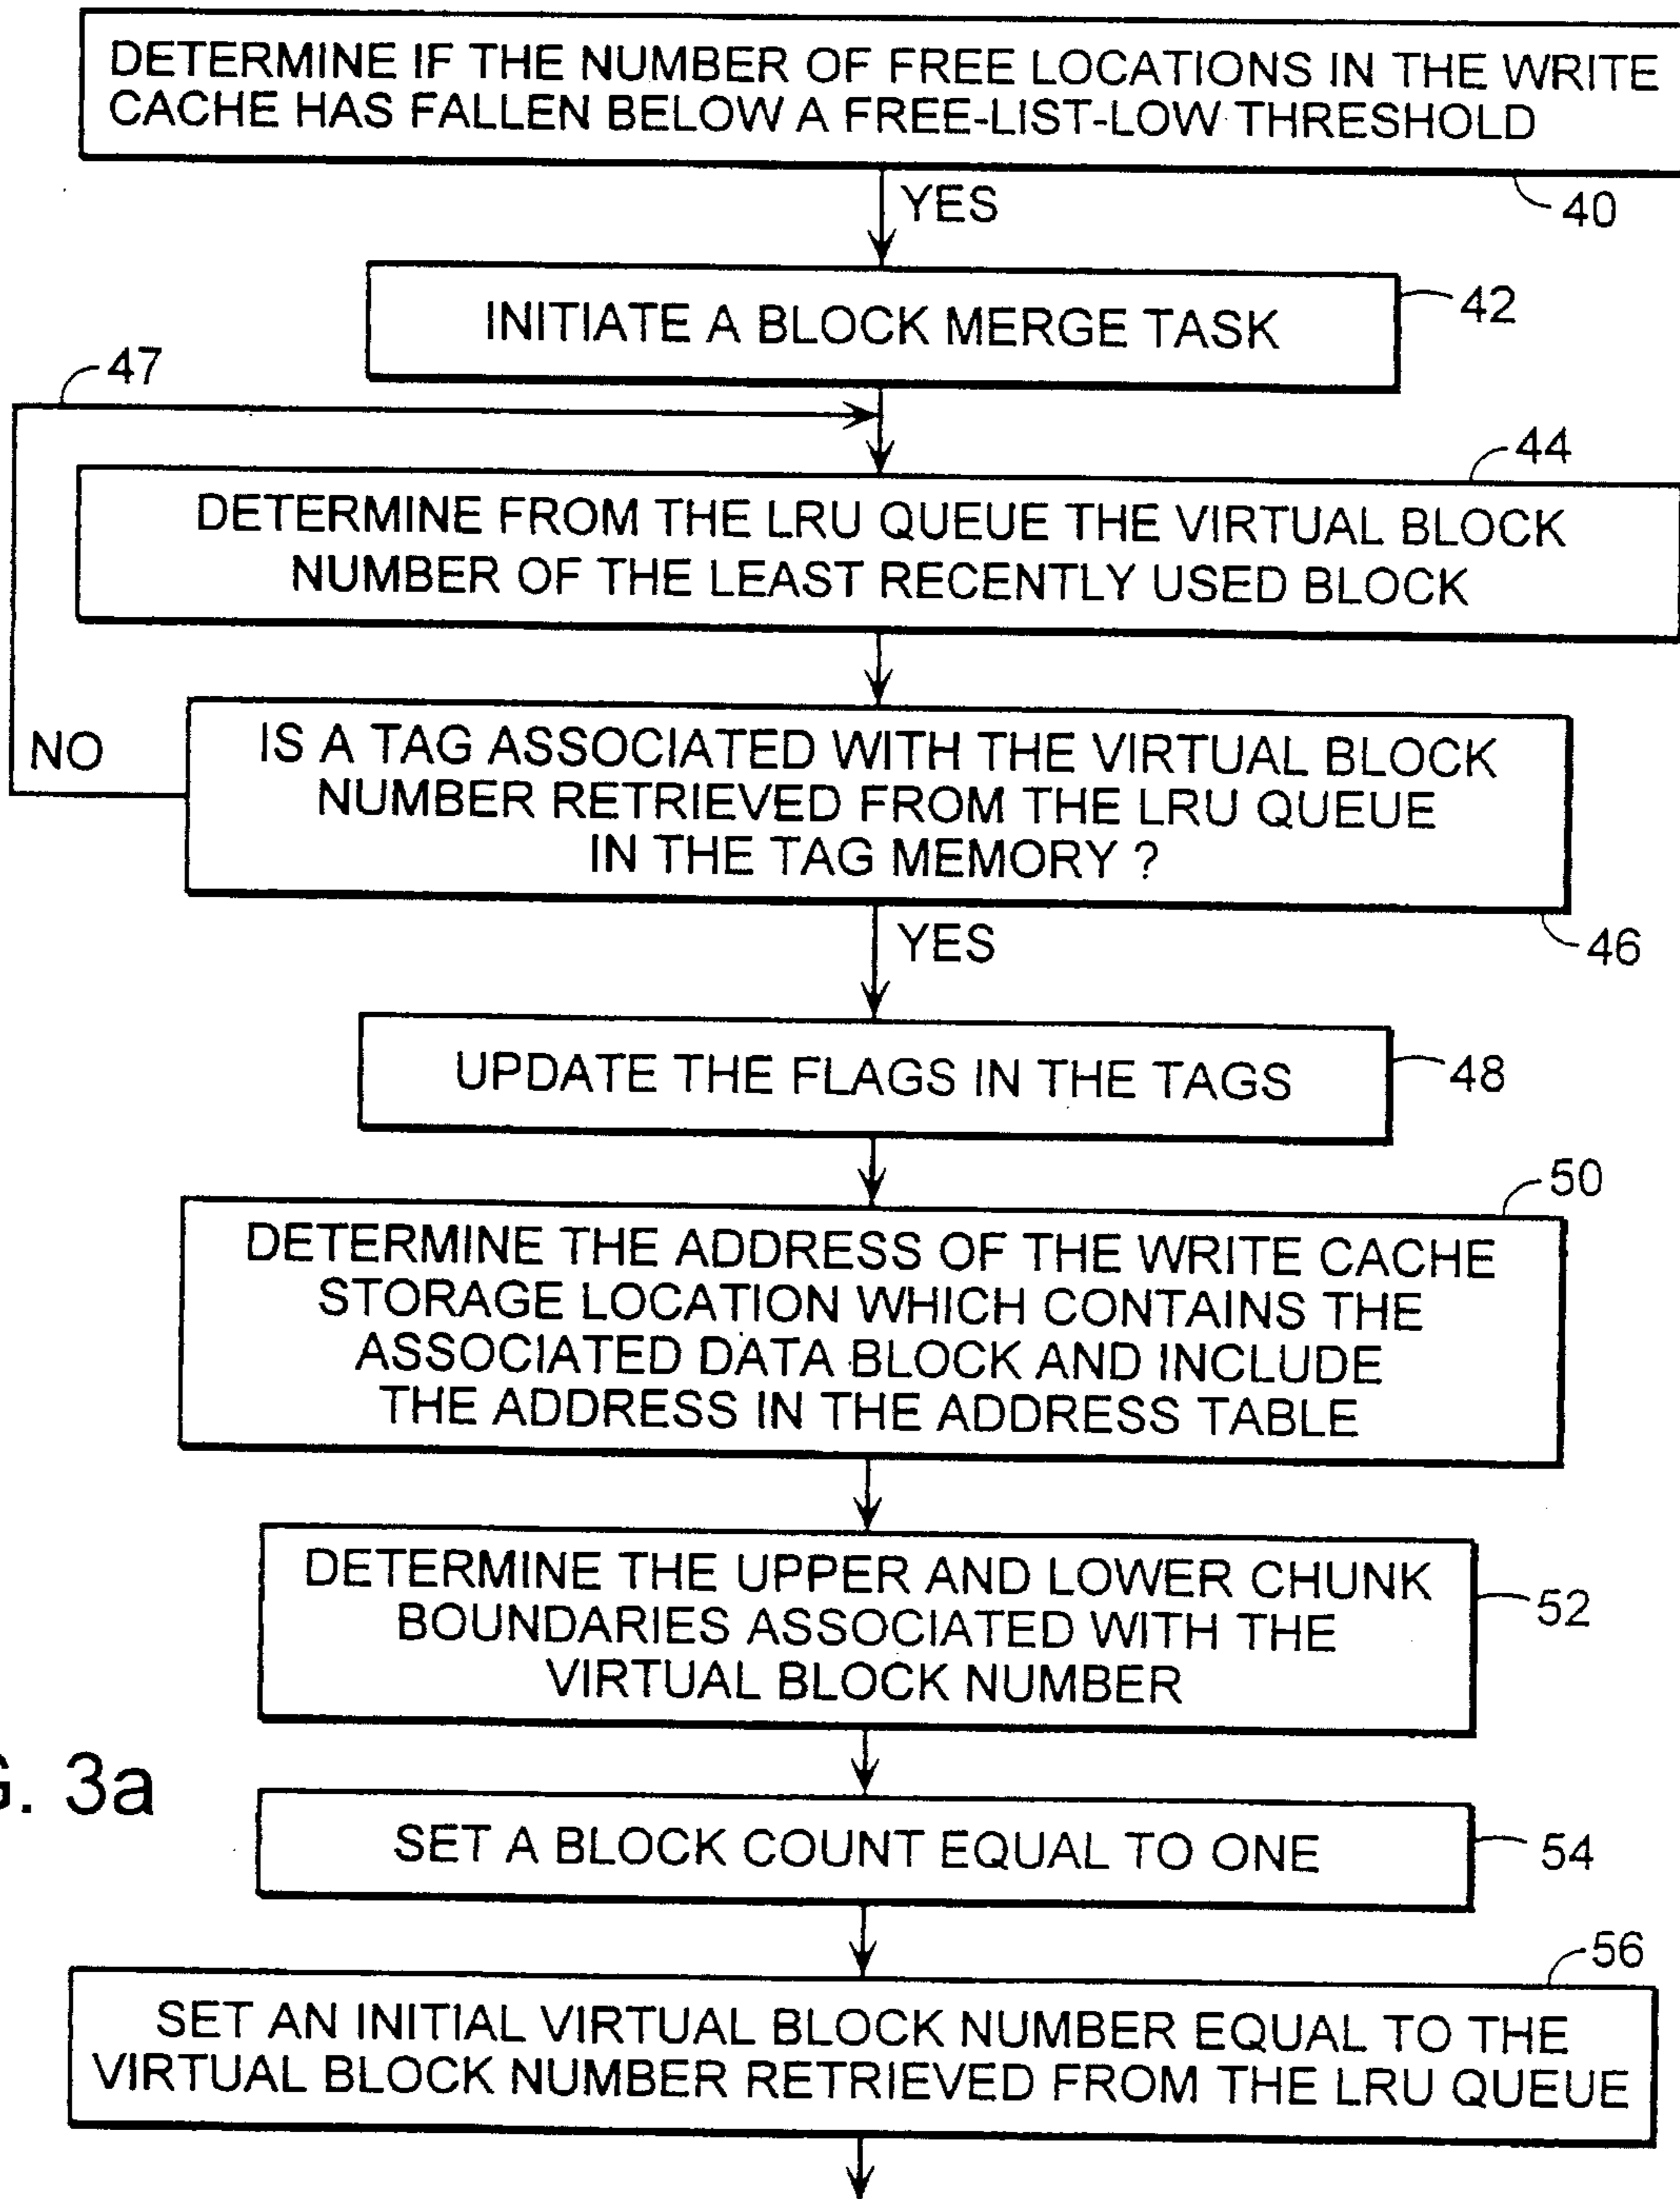 DETERMINE IF THE NUMBER OF FREE LOCATIONS IN THE WRITE
CACHE HAS FALLEN BELOW A FREE-LIST-LOW THRESHOLD
YES
40
INITIATE A BLOCK MERGE TASK
42
47
44
DETERMINE FROM THE LRU QUEUE THE VIRTUAL BLOCK
NUMBER OF THE LEAST RECENTLY USED BLOCK
NO
IS A TAG ASSOCIATED WITH THE VIRTUAL BLOCK
NUMBER RETRIEVED FROM THE LRU QUEUE
IN THE TAG MEMORY ?
YES
46
UPDATE THE FLAGS IN THE TAGS
48
50
DETERMINE THE ADDRESS OF THE WRITE CACHE
STORAGE LOCATION WHICH CONTAINS THE
ASSOCIATED DATA BLOCK AND INCLUDE
THE ADDRESS IN THE ADDRESS TABLE
DETERMINE THE UPPER AND LOWER CHUNK
BOUNDARIES ASSOCIATED WITH THE
VIRTUAL BLOCK NUMBER
52
G. 3a
SET A BLOCK COUNT EQUAL TO ONE
54
56
SET AN INITIAL VIRTUAL BLOCK NUMBER EQUAL TO THE
VIRTUAL BLOCK NUMBER RETRIEVED FROM THE LRU QUEUE